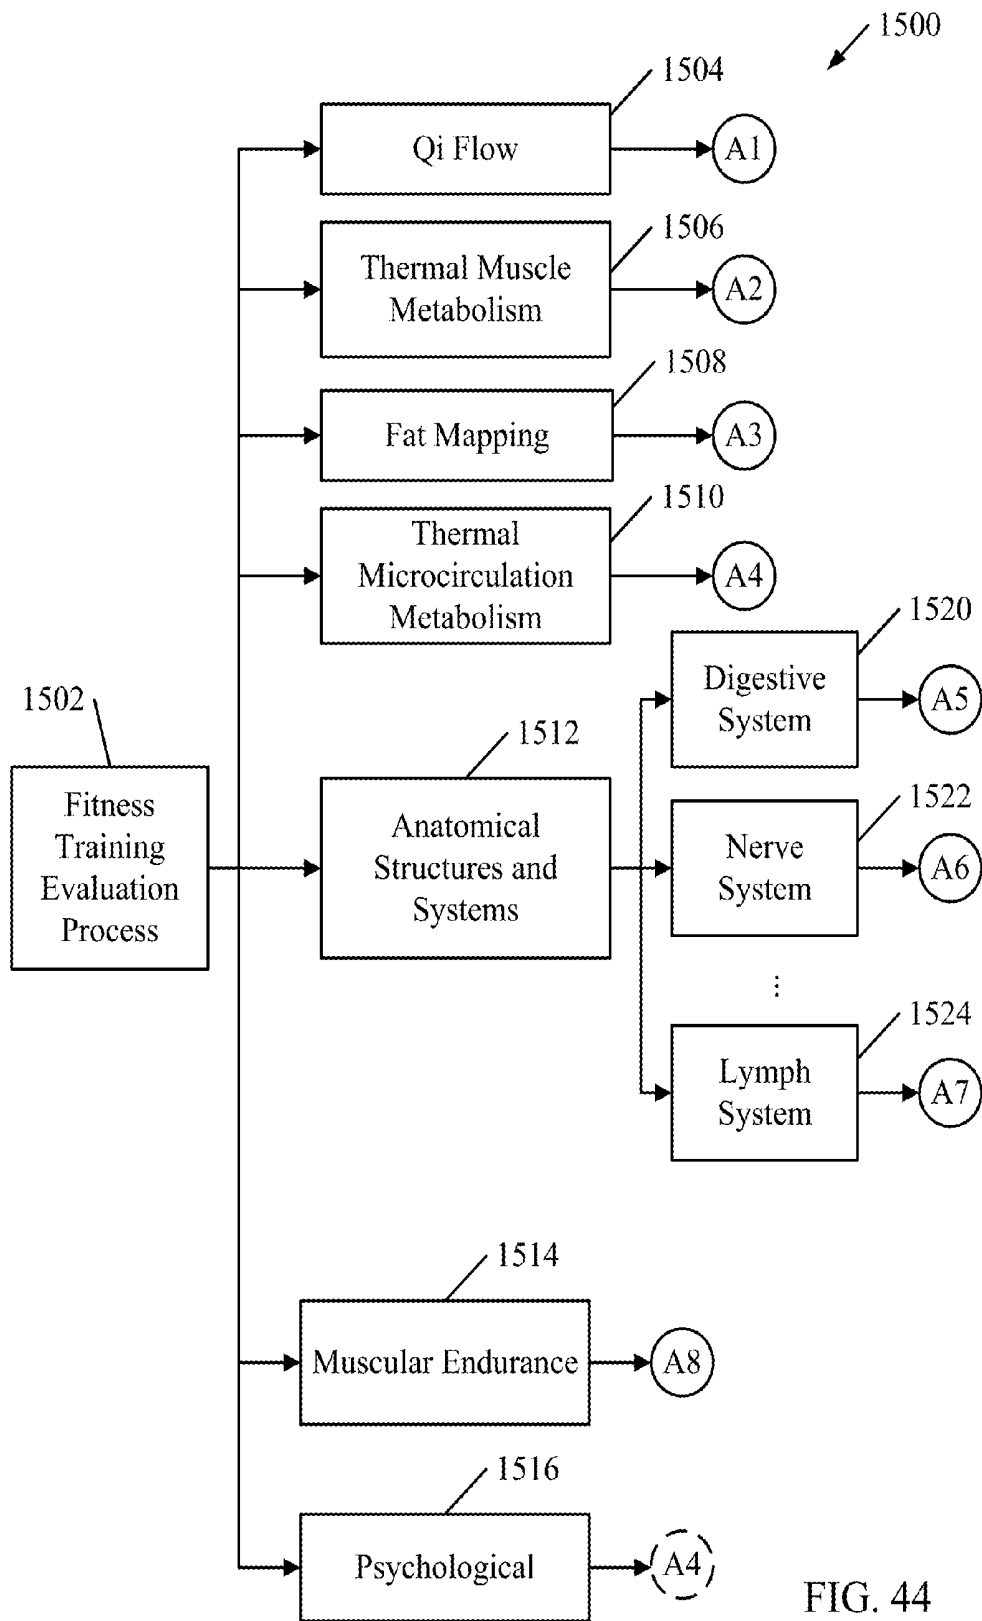 1500
1504
Qi Flow
A1
1506
Thermal Muscle
Metabolism
A2
1508
Fat Mapping
A3
1510
Thermal
Microcirculation
Metabolism
A4
1520
Digestive
System
A5
1502
Fitness
Training
Evaluation
Process
1512
Anatomical
Structures and
Systems
1522
Nerve
System
A6
...
1524
Lymph
System
A7
1514
Muscular Endurance
A8
1516
Psychological
A4
FIG. 44